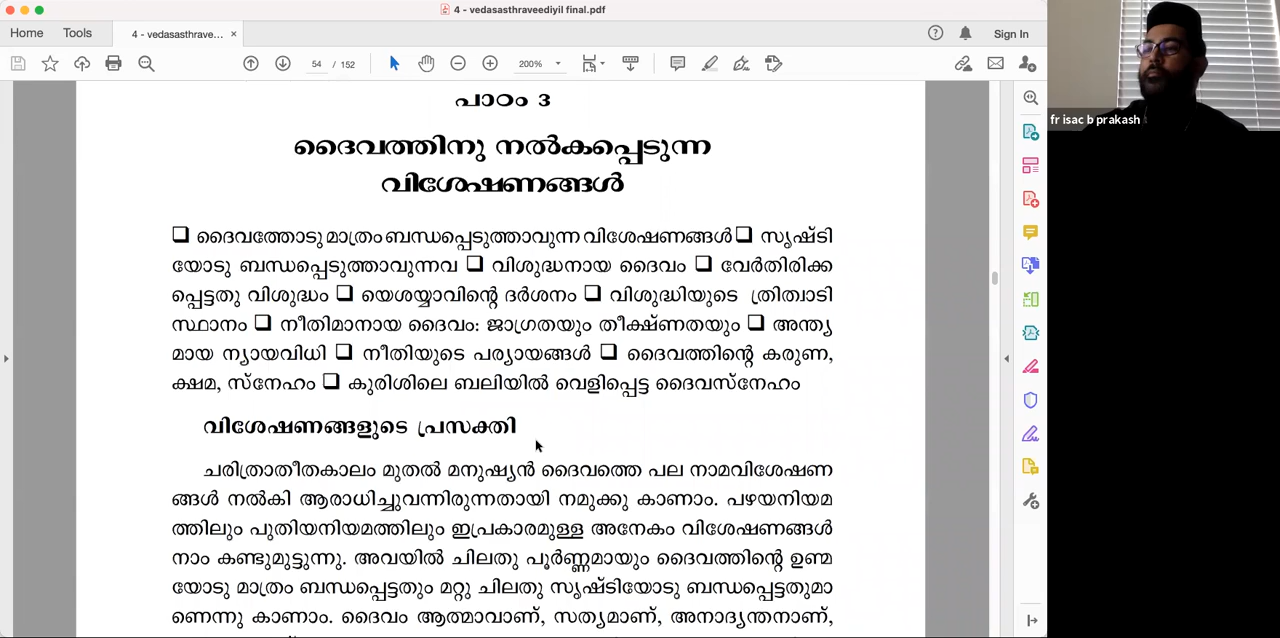 4 - vedasasthraveediyil final.pdf
Home Tools 4 - vedasasthrave... × Sign In
54 / 152 200%
fr isac b prakash
പാഠം 3
ദൈവത്തിനു നൽകപ്പെടുന്ന
വിശേഷണങ്ങൾ
❑ ദൈവത്തോടു മാത്രം ബന്ധപ്പെടുത്താവുന്ന വിശേഷണങ്ങൾ ❑ സൃഷ്ടി
യോടു ബന്ധപ്പെടുത്താവുന്നവ ❑ വിശുദ്ധനായ ദൈവം ❑ വേർതിരിക്ക
പ്പെട്ടതു വിശുദ്ധം ❑ യെശയ്യാവിന്റെ ദർശനം ❑ വിശുദ്ധിയുടെ ത്രിത്വാടി
സ്ഥാനം ❑ നീതിമാനായ ദൈവം: ജാഗ്രതയും തീക്ഷ്ണതയും ❑ അന്ത്യ
മായ ന്യായവിധി ❑ നീതിയുടെ പര്യായങ്ങൾ ❑ ദൈവത്തിന്റെ കരുണ,
ക്ഷമ, സ്നേഹം ❑ കുരിശിലെ ബലിയിൽ വെളിപ്പെട്ട ദൈവസ്നേഹം
വിശേഷണങ്ങളുടെ പ്രസക്തി
ചരിത്രാതീതകാലം മുതൽ മനുഷ്യൻ ദൈവത്തെ പല നാമവിശേഷണ
ങ്ങൾ നൽകി ആരാധിച്ചുവന്നിരുന്നതായി നമുക്കു കാണാം. പഴയനിയമ
ത്തിലും പുതിയനിയമത്തിലും ഇപ്രകാരമുള്ള അനേകം വിശേഷണങ്ങൾ
നാം കണ്ടുമുട്ടുന്നു. അവയിൽ ചിലതു പൂർണ്ണമായും ദൈവത്തിന്റെ ഉണ്മ
യോടു മാത്രം ബന്ധപ്പെട്ടതും മറ്റു ചിലതു സൃഷ്ടിയോടു ബന്ധപ്പെട്ടതുമാ
ണെന്നു കാണാം. ദൈവം ആത്മാവാണ്, സത്യമാണ്, അനാദ്യന്തനാണ്,